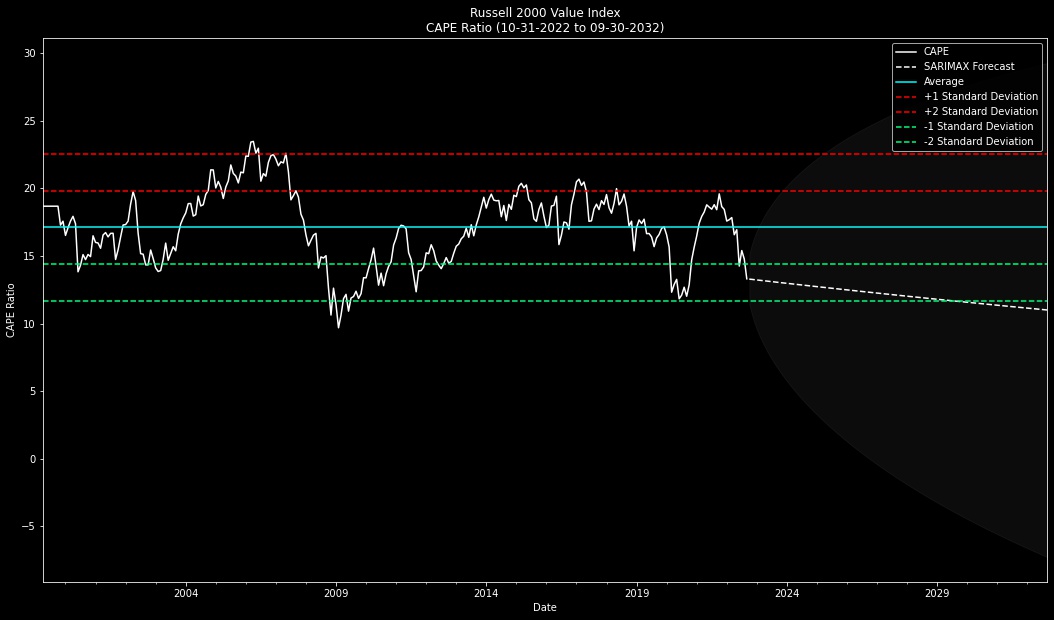 Russell 2000 Value Index
CAPE Ratio (10-31-2022 to 09-30-2032)
CAPE
SARIMAX Forecast
Average
+1 Standard Deviation
+2 Standard Deviation
-1 Standard Deviation
-2 Standard Deviation
30
25
20
15
10
5
0
−5
CAPE Ratio
2004
2009
2014
2019
2024
2029
Date